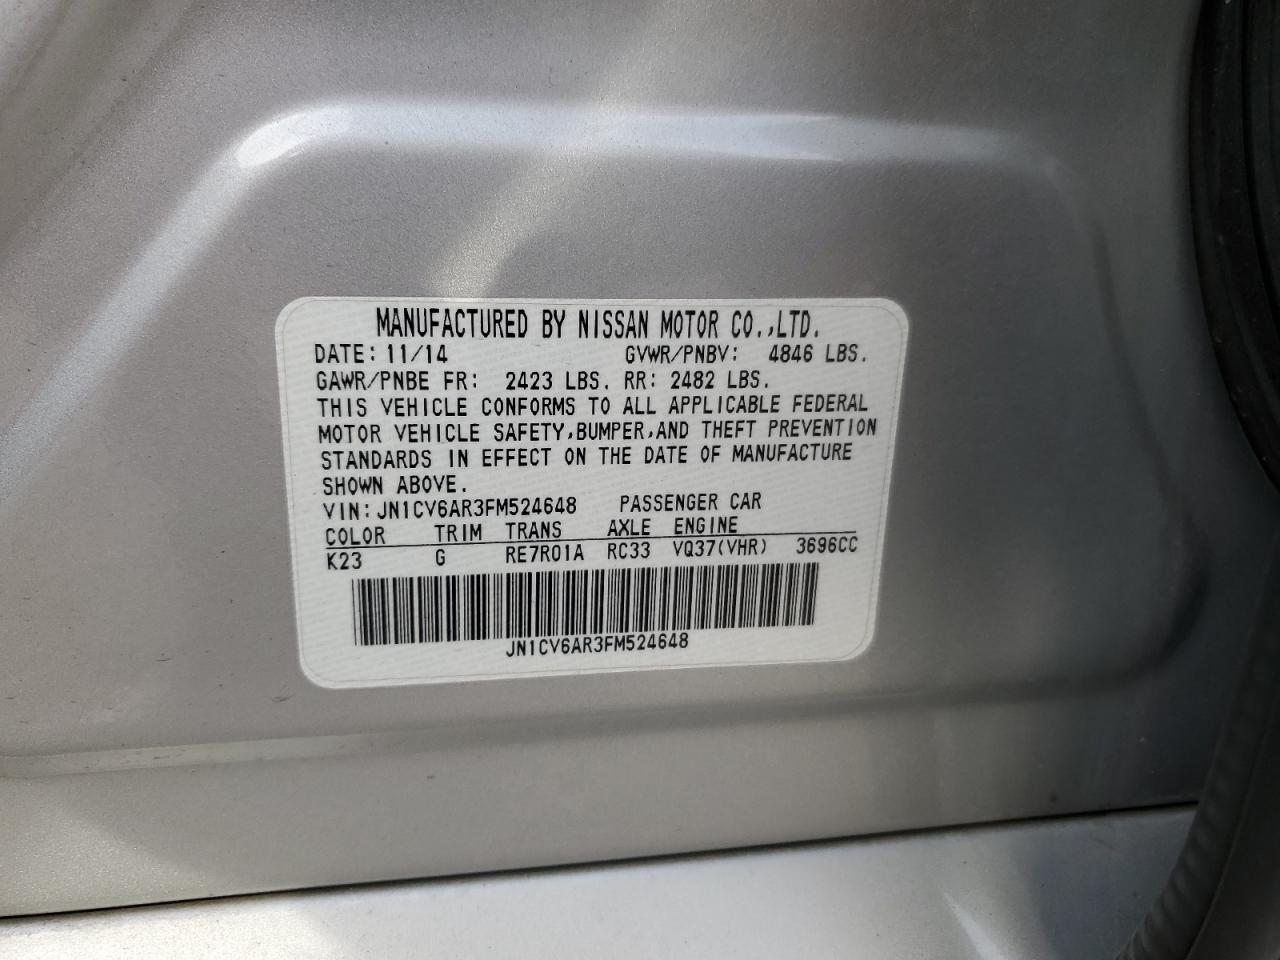 MANUFACTURED BY NISSAN MOTOR CO.,LTD.
DATE: 11/14 GVWR/PNBV: 4846 LBS.
GAWR/PNBE FR: 2423 LBS. RR: 2482 LBS.
THIS VEHICLE CONFORMS TO ALL APPLICABLE FEDERAL
MOTOR VEHICLE SAFETY,BUMPER,AND THEFT PREVENTION
STANDARDS IN EFFECT ON THE DATE OF MANUFACTURE
SHOWN ABOVE.
VIN: JN1CV6AR3FM524648 PASSENGER CAR
COLOR TRIM TRANS AXLE ENGINE
K23 G RE7R01A RC33 VQ37(VHR) 3696CC
JN1CV6AR3FM524648